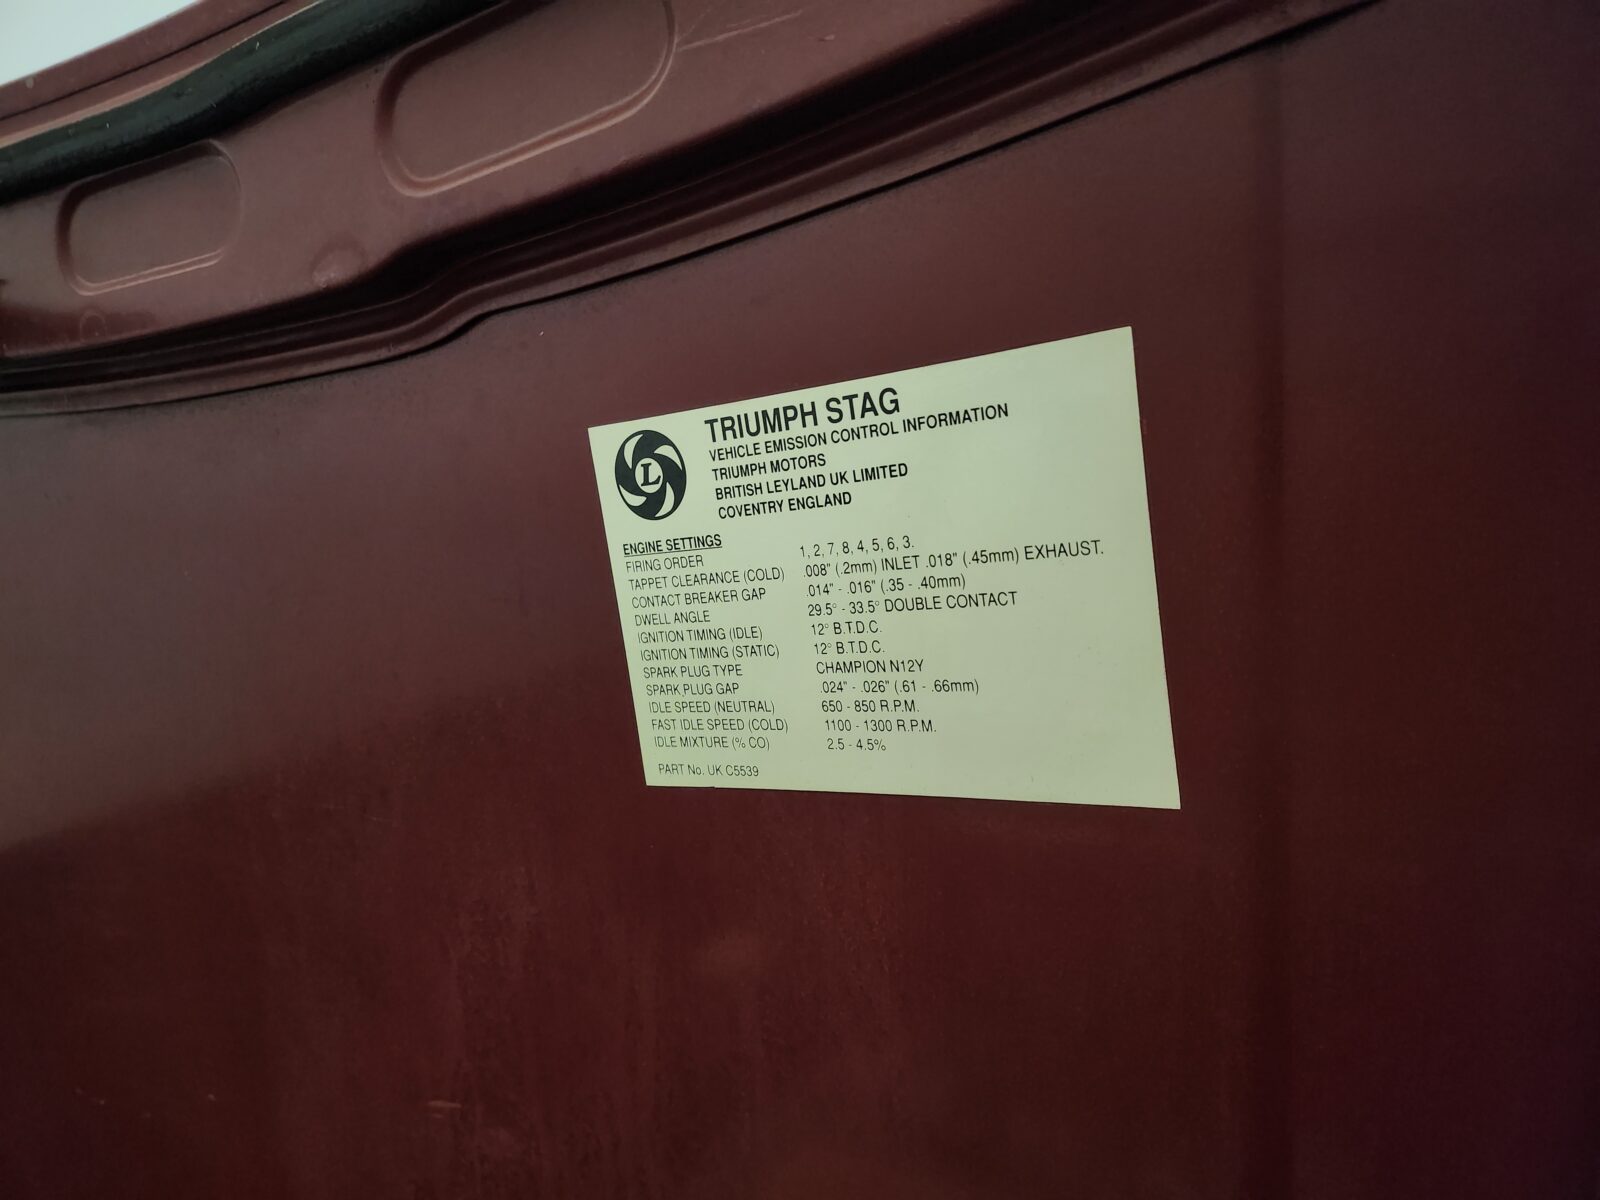 TRIUMPH STAG
VEHICLE EMISSION CONTROL INFORMATION
TRIUMPH MOTORS
BRITISH LEYLAND UK LIMITED
COVENTRY ENGLAND
L
ENGINE SETTINGS
FIRING ORDER 1, 2, 7, 8, 4, 5, 6, 3.
TAPPET CLEARANCE (COLD) .008" (.2mm) INLET .018" (.45mm) EXHAUST.
CONTACT BREAKER GAP .014" - .016" (.35 - .40mm)
DWELL ANGLE 29.5° - 33.5° DOUBLE CONTACT
IGNITION TIMING (IDLE) 12° B.T.D.C.
IGNITION TIMING (STATIC) 12° B.T.D.C.
SPARK PLUG TYPE CHAMPION N12Y
SPARK PLUG GAP .024" - .026" (.61 - .66mm)
IDLE SPEED (NEUTRAL) 650 - 850 R.P.M.
FAST IDLE SPEED (COLD) 1100 - 1300 R.P.M.
IDLE MIXTURE (% CO) 2.5 - 4.5%
PART No. UK C5539